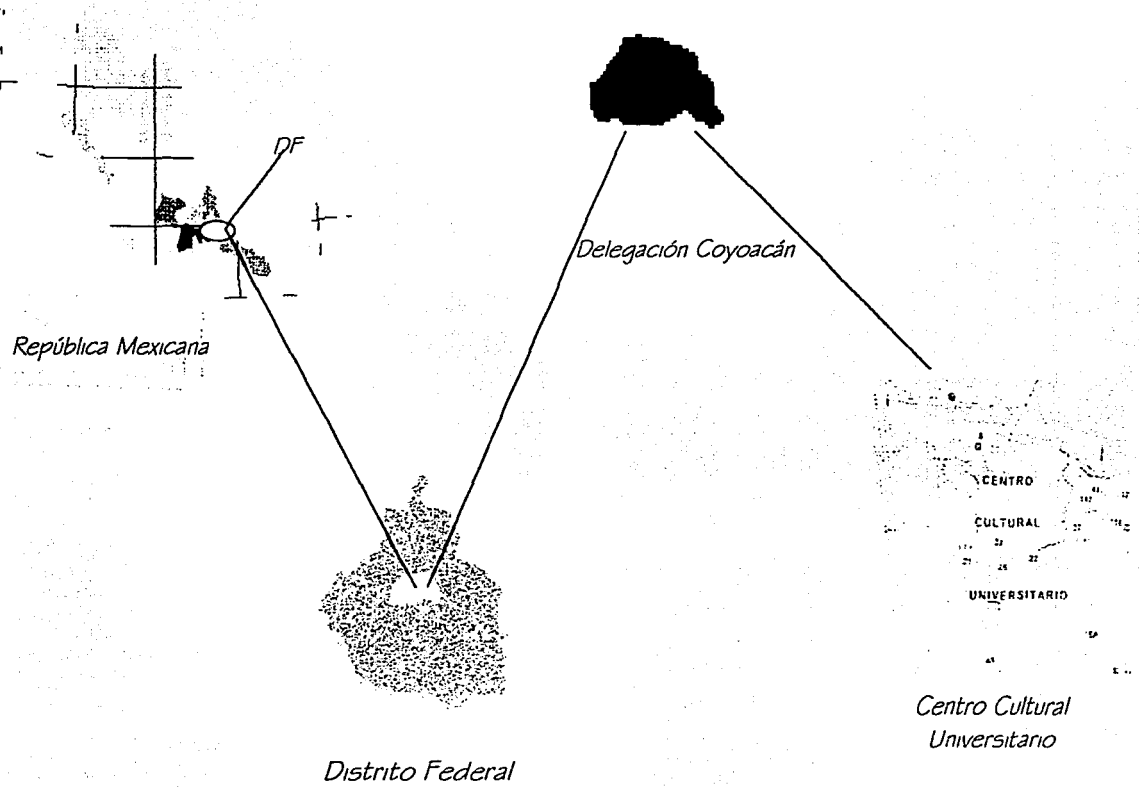 DF
Delegación Coyoacán
República Mexicana
CENTRO
CULTURAL
UNIVERSITARIO
Centro Cultural
Universitario
Distrito Federal